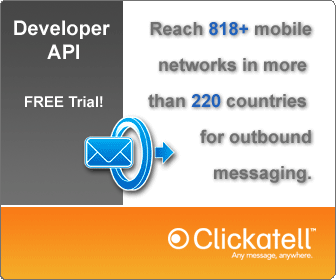 Developer
API
FREE Trial!
Reach 818+ mobile
networks in more
than 220 countries
for outbound
messaging.
Clickatell™
Any message, anywhere.